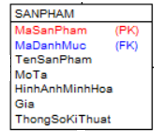 SANPHAM
MaSanPham (PK)
MaDanhMuc (FK)
TenSanPham
MoTa
HinhAnhMinhHoa
Gia
ThongSoKiThuat